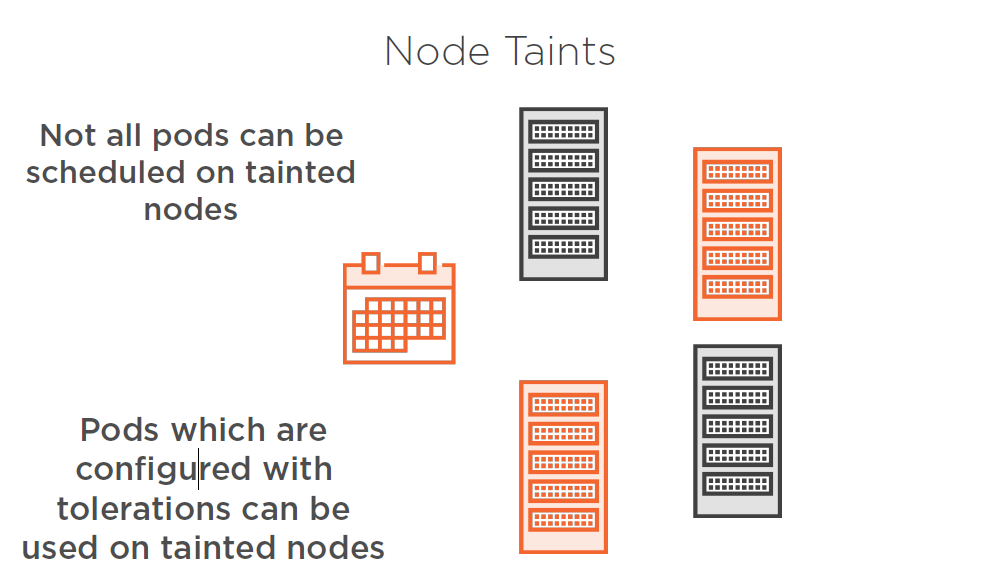 Node Taints
Not all pods can be
scheduled on tainted
nodes
Pods which are
configured with
tolerations can be
used on tainted nodes